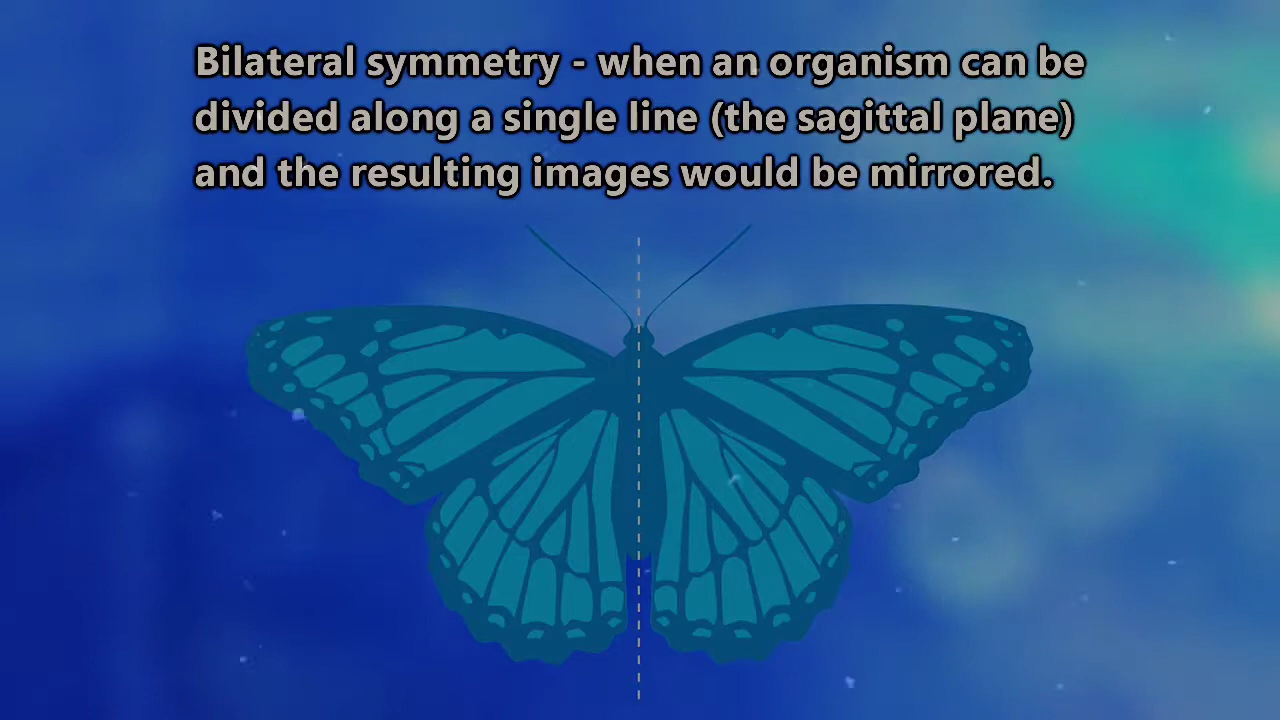 Bilateral symmetry - when an organism can be
divided along a single line (the sagittal plane)
and the resulting images would be mirrored.